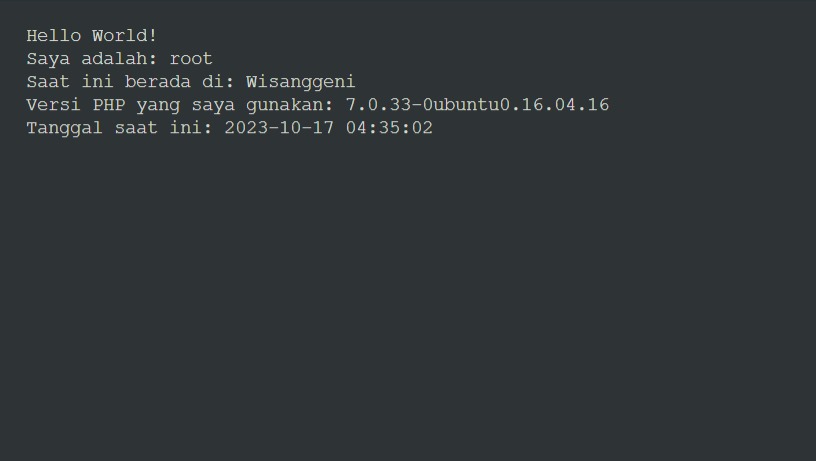 Hello World!
Saya adalah: root
Saat ini berada di: Wisanggeni
Versi PHP yang saya gunakan: 7.0.33-0ubuntu0.16.04.16
Tanggal saat ini: 2023-10-17 04:35:02